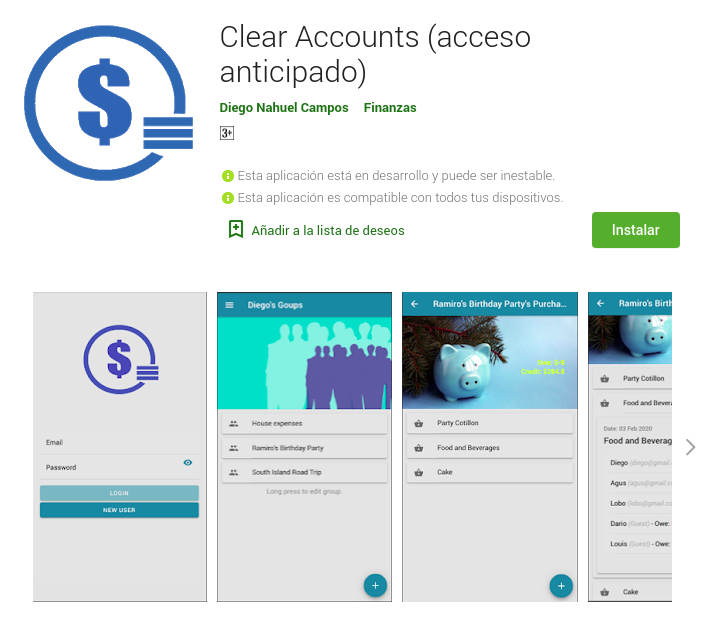 Clear Accounts (acceso
anticipado)
Diego Nahuel Campos Finanzas
3+
Esta aplicación está en desarrollo y puede ser inestable.
Esta aplicación es compatible con todos tus dispositivos.
Añadir a la lista de deseos
Instalar
$
$
Email
Password
LOGIN
NEW USER
Diego's Goups
House expenses
Ramiro's Birthday Party
South Island Road Trip
Long press to edit group.
+
Ramiro's Birthday Party's Purcha...
Credit: $284.5
Party Cotillon
Food and Beverages
Cake
+
Ramiro's Birth
Party Cotillon
Food and Bevera
Date: 03 Feb 2020
Food and Beverag
Diego (diego@gmail.
Agus (agus@gmail.co
Lobo (lobo@gmail.co
Dario (Guest) - Owe:
Louis (Guest) - Owe:
Cake